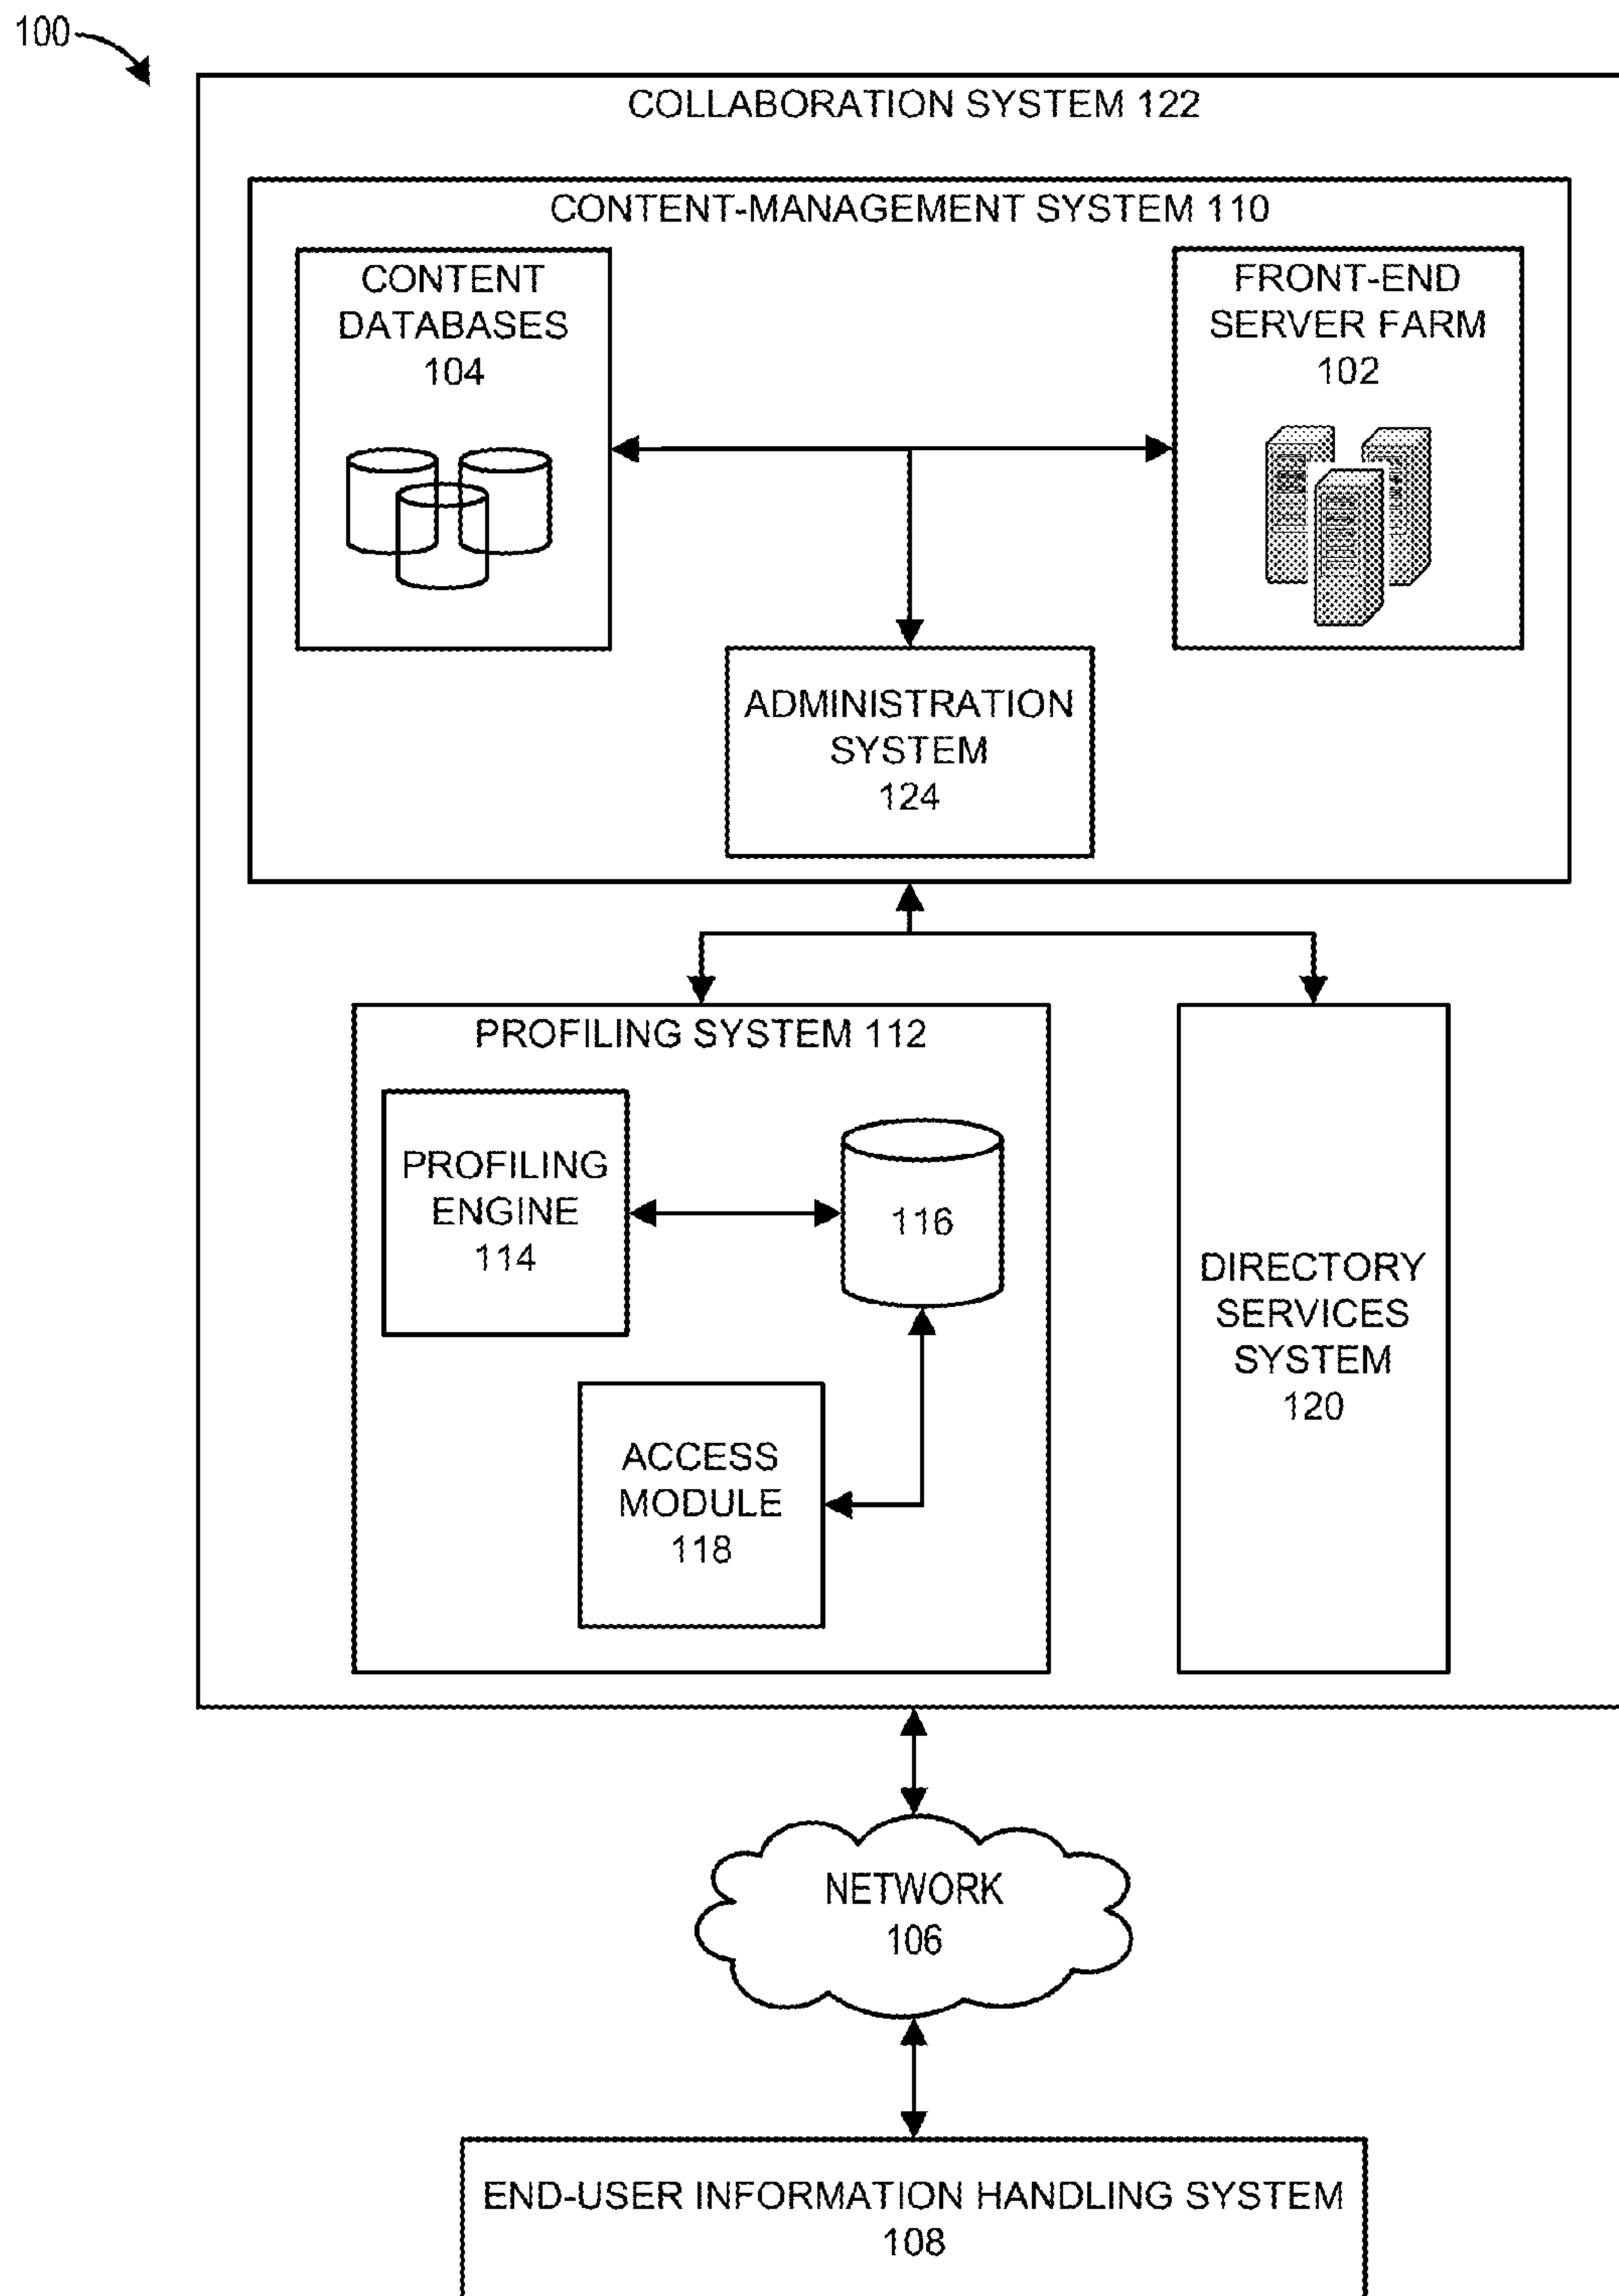 100
COLLABORATION SYSTEM 122
CONTENT-MANAGEMENT SYSTEM 110
CONTENT
DATABASES
104
FRONT-END
SERVER FARM
102
ADMINISTRATION
SYSTEM
124
PROFILING SYSTEM 112
PROFILING
ENGINE
114
116
ACCESS
MODULE
118
DIRECTORY
SERVICES
SYSTEM
120
NETWORK
106
END-USER INFORMATION HANDLING SYSTEM
108